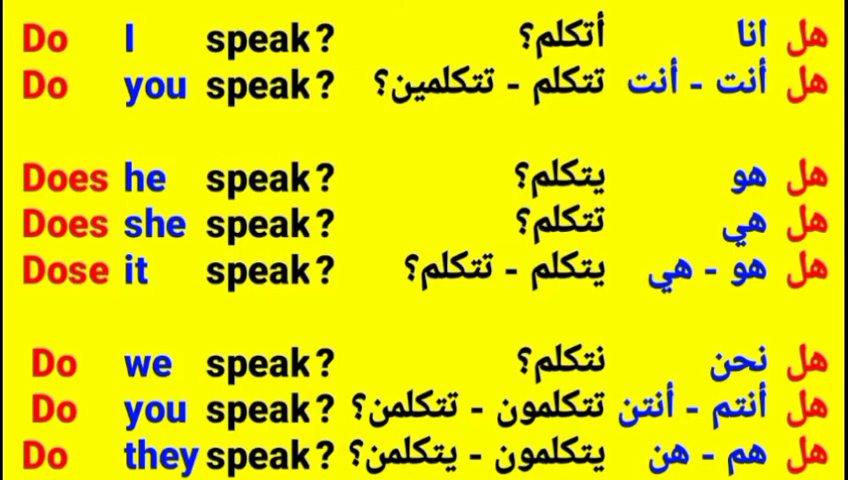 Do I speak? هل انا أتكلم؟
Do you speak? هل أنت - أنت تتكلم - تتكلمين؟
Does he speak? هل هو يتكلم؟
Does she speak? هل هي تتكلم؟
Dose it speak? هل هو - هي يتكلم - تتكلم؟
Do we speak? هل نحن نتكلم؟
Do you speak? هل أنتم - أنتن تتكلمون - تتكلمن؟
Do they speak? هل هم - هن يتكلمون - يتكلمن؟